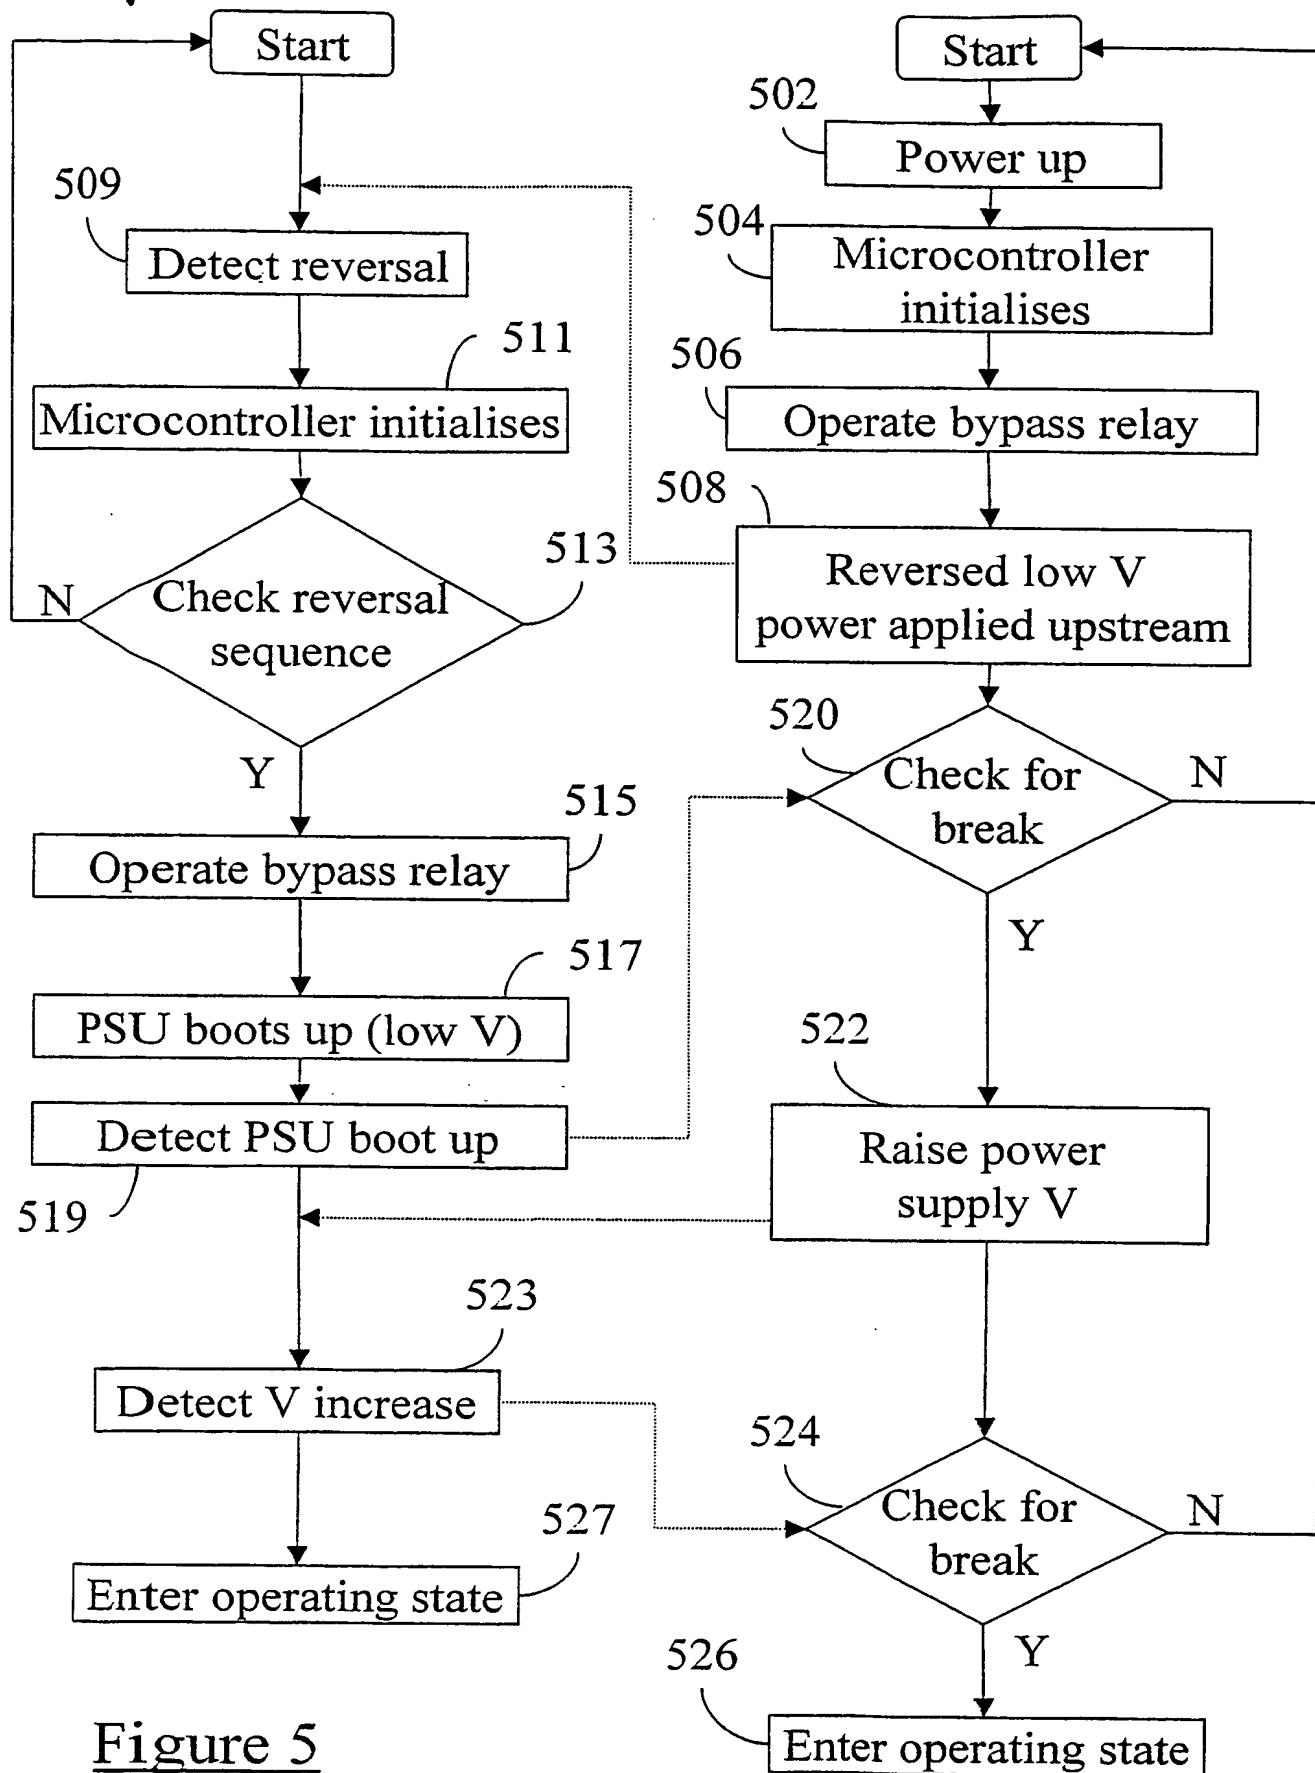 Start
509
Detect reversal
511
Microcontroller initialises
513
Check reversal
sequence
N
Y
515
Operate bypass relay
517
PSU boots up (low V)
Detect PSU boot up
519
523
Detect V increase
527
Enter operating state
Figure 5
Start
502
Power up
504
Microcontroller
initialises
506
Operate bypass relay
508
Reversed low V
power applied upstream
520
Check for
break
N
Y
522
Raise power
supply V
524
Check for
break
N
Y
526
Enter operating state